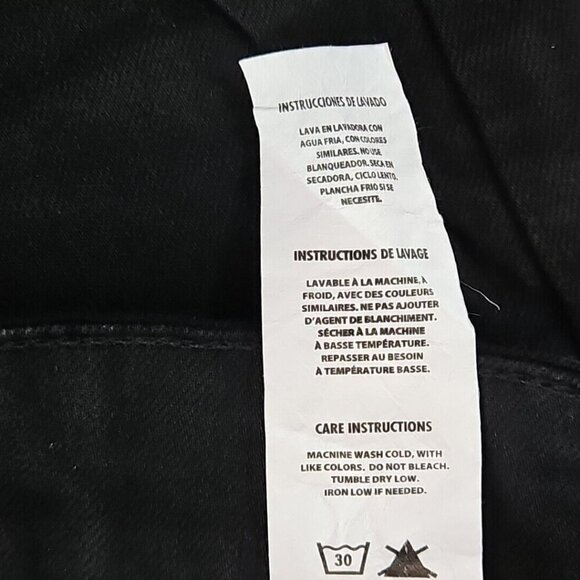 INSTRUCCIONES DE LAVADO
LAVA EN LAVADORA CON
AGUA FRIA, CON COLORES
SIMILARES. NO USE
BLANQUEADOR. SECA EN
SECADORA, CICLO LENTO.
PLANCHA FRIO SI SE
NECESITE.
INSTRUCTIONS DE LAVAGE
LAVABLE À LA MACHINE, À
FROID, AVEC DES COULEURS
SIMILAIRES. NE PAS AJOUTER
D'AGENT DE BLANCHIMENT.
SÉCHER À LA MACHINE
À BASSE TEMPÉRATURE.
REPASSER AU BESOIN
À TEMPÉRATURE BASSE.
CARE INSTRUCTIONS
MACNINE WASH COLD, WITH
LIKE COLORS. DO NOT BLEACH.
TUMBLE DRY LOW.
IRON LOW IF NEEDED.
30